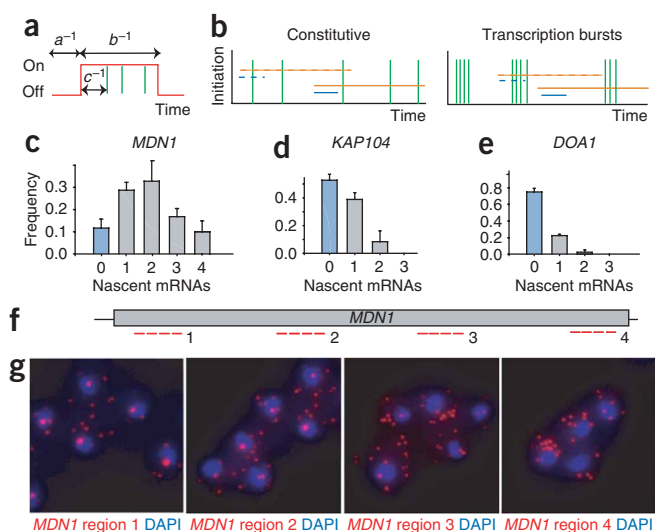 a
a⁻¹ b⁻¹
On
c⁻¹
Off
Time
b
Constitutive Transcription bursts
Initiation
Time Time
c MDN1
Frequency
0.3
0.2
0.1
0.0
0 1 2 3 4
Nascent mRNAs
d KAP104
0.4
0.2
0
0 1 2 3
Nascent mRNAs
e DOA1
0.8
0.6
0.4
0.2
0
0 1 2 3
Nascent mRNAs
f
MDN1
1 2 3 4
g
MDN1 region 1 DAPI MDN1 region 2 DAPI MDN1 region 3 DAPI MDN1 region 4 DAPI